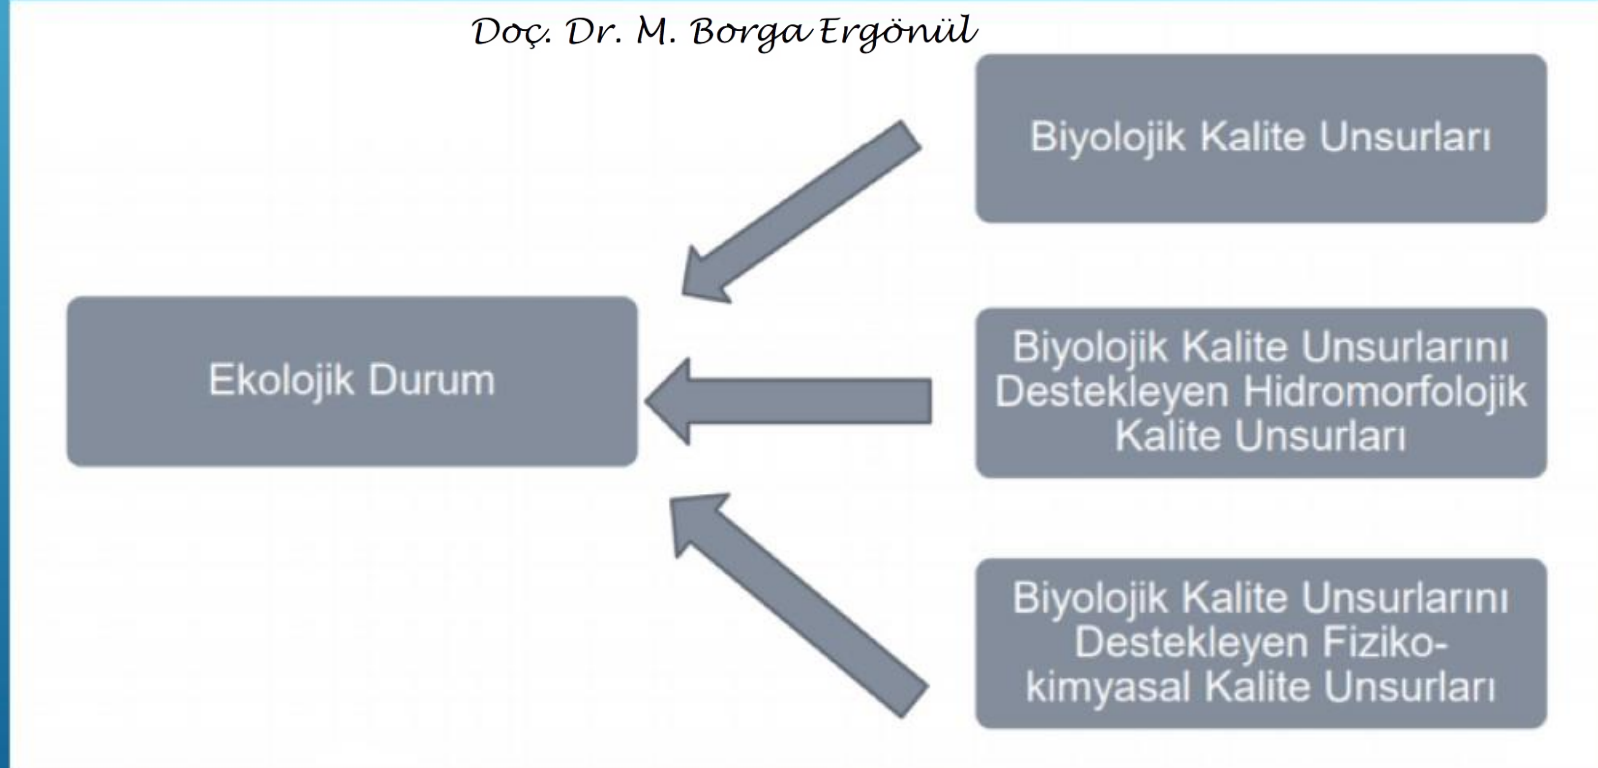 Doç. Dr. M. Borga Ergönül
Biyolojik Kalite Unsurları
Ekolojik Durum
Biyolojik Kalite Unsurlarını
Destekleyen Hidromorfolojik
Kalite Unsurları
Biyolojik Kalite Unsurlarını
Destekleyen Fiziko-
kimyasal Kalite Unsurları